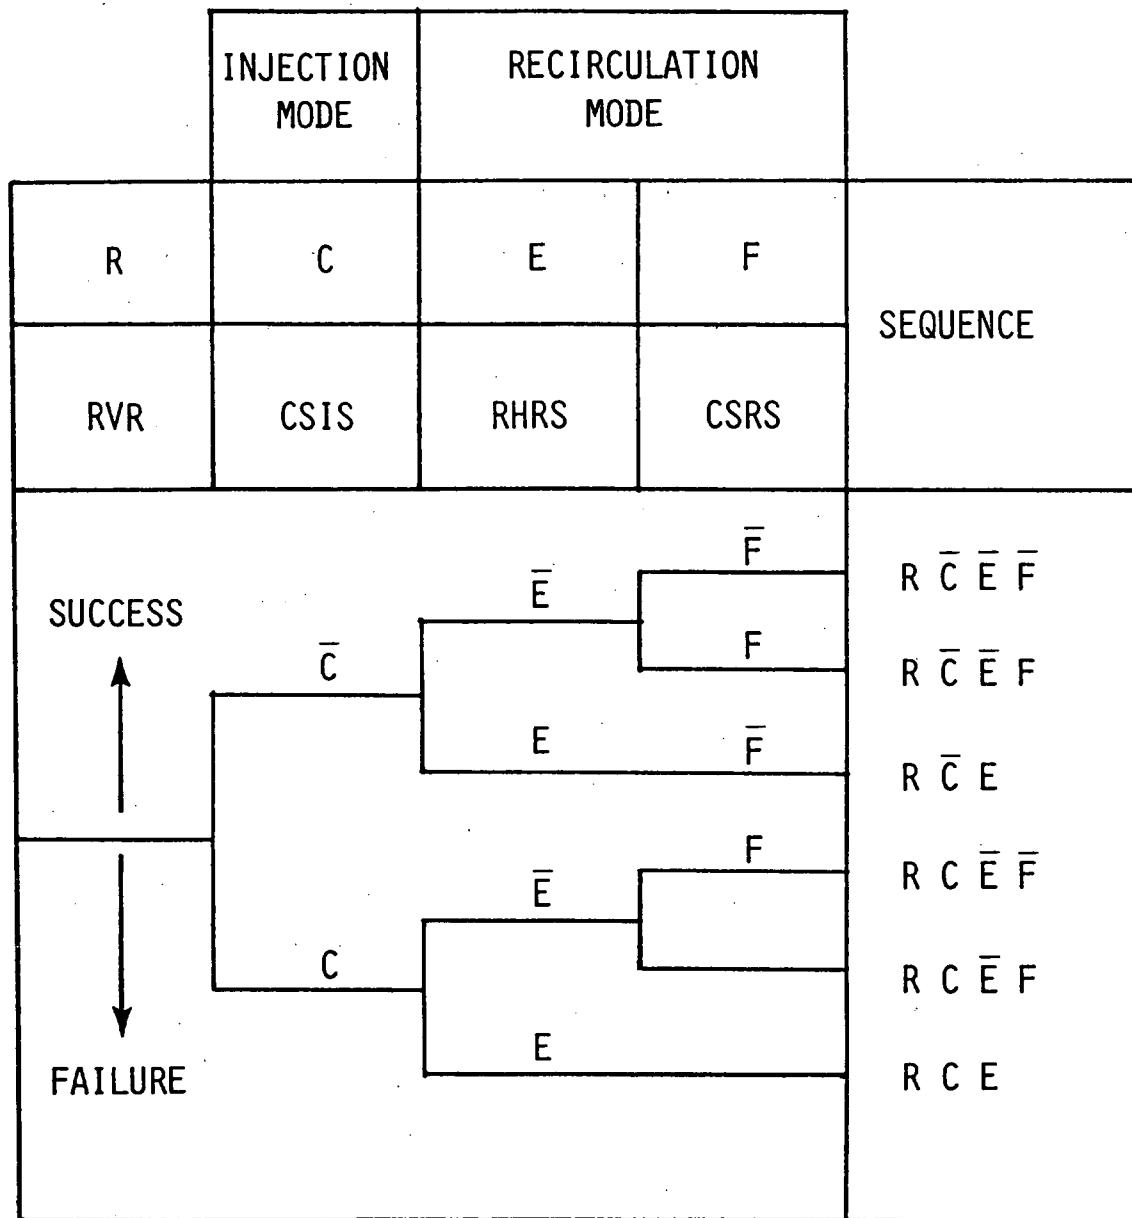 INJECTION MODE
RECIRCULATION MODE
R C E F
SEQUENCE
RVR CSIS RHRS CSRS
F̅
R C̅ E̅ F̅
E̅
SUCCESS
F
R C̅ E̅ F
C̅
E F̅
R C̅ E
F
R C E̅ F̅
E̅
C
R C E̅ F
E
FAILURE
R C E